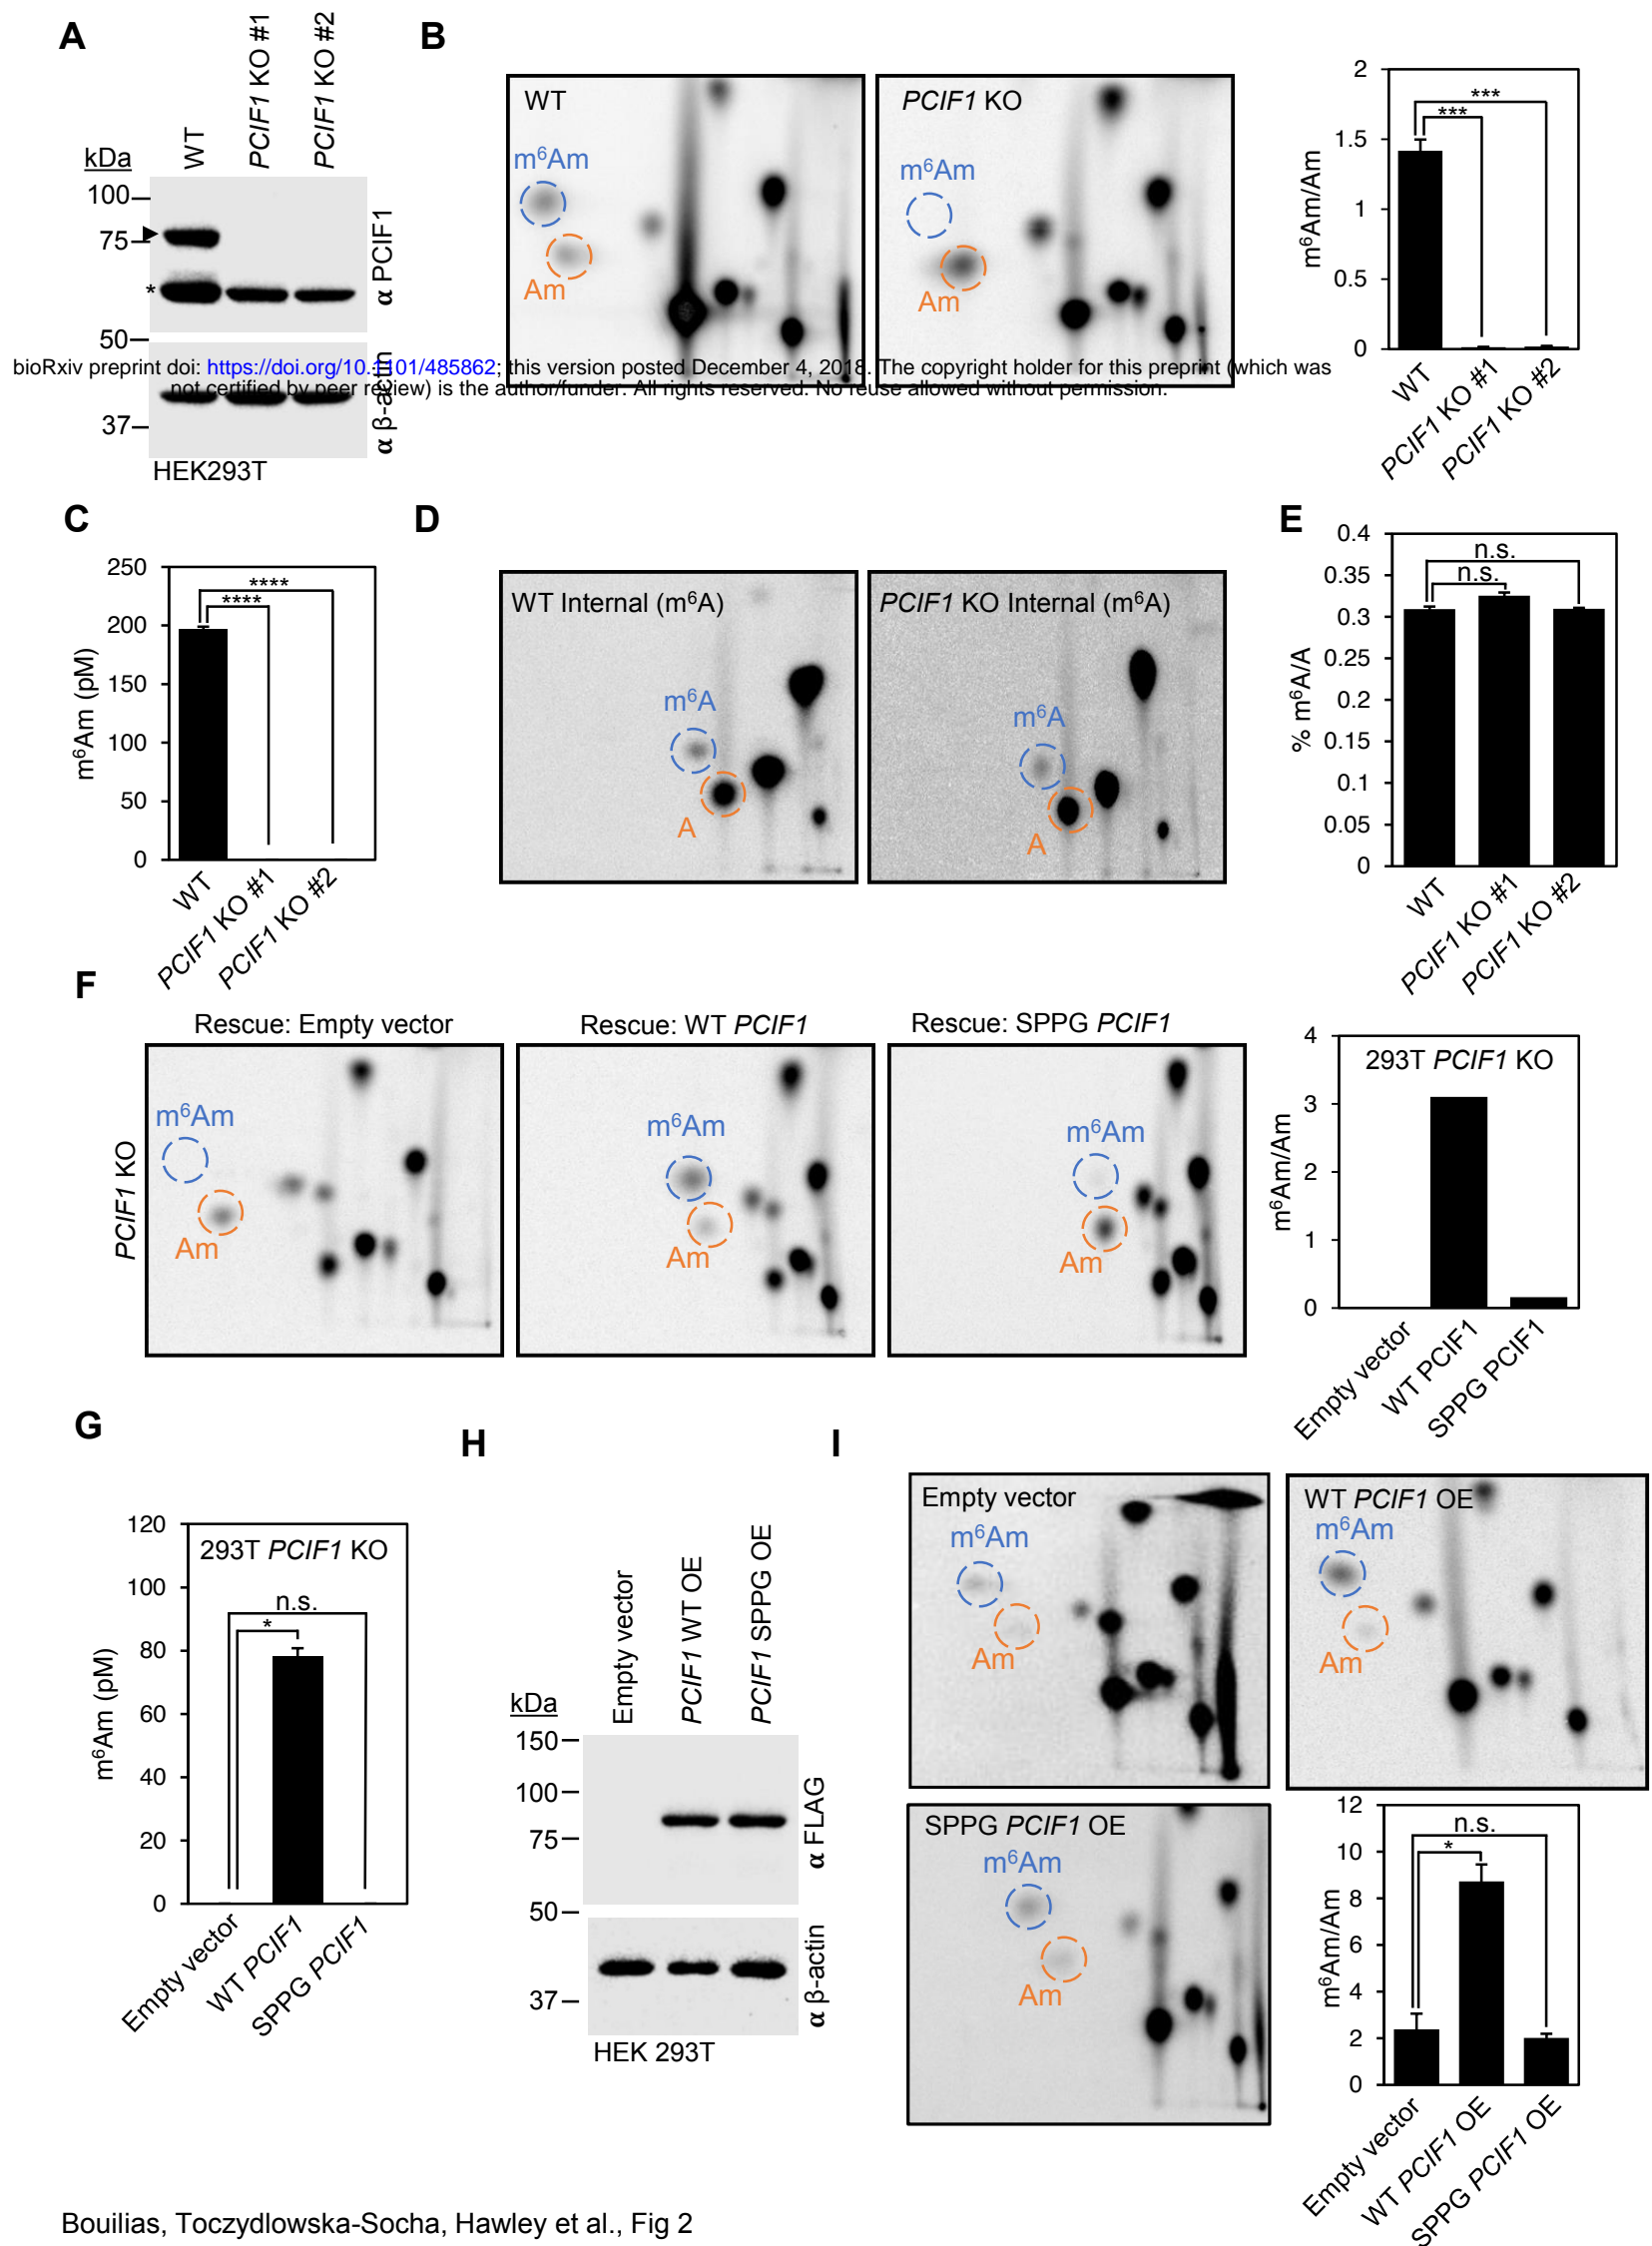 A
kDa
WT
PCIF1 KO #1
PCIF1 KO #2
100
75
*
50
37
α PCIF1
α β-actin
HEK293T
B
WT
m⁶Am
Am
PCIF1 KO
m⁶Am
Am
2
1.5
1
0.5
0
m⁶Am/Am
***
***
WT
PCIF1 KO #1
PCIF1 KO #2
bioRxiv preprint doi: https://doi.org/10.1101/485862; this version posted December 4, 2018. The copyright holder for this preprint (which was
not certified by peer review) is the author/funder. All rights reserved. No reuse allowed without permission.
C
250
200
150
100
50
0
m⁶Am (pM)
****
****
WT
PCIF1 KO #1
PCIF1 KO #2
D
WT Internal (m⁶A)
m⁶A
A
PCIF1 KO Internal (m⁶A)
m⁶A
A
E
0.4
0.35
0.3
0.25
0.2
0.15
0.1
0.05
0
% m⁶A/A
n.s.
n.s.
WT
PCIF1 KO #1
PCIF1 KO #2
F
PCIF1 KO
Rescue: Empty vector
m⁶Am
Am
Rescue: WT PCIF1
m⁶Am
Am
Rescue: SPPG PCIF1
m⁶Am
Am
4
3
2
1
0
m⁶Am/Am
293T PCIF1 KO
Empty vector
WT PCIF1
SPPG PCIF1
G
120
100
80
60
40
20
0
m⁶Am (pM)
293T PCIF1 KO
n.s.
*
Empty vector
WT PCIF1
SPPG PCIF1
H
kDa
Empty vector
PCIF1 WT OE
PCIF1 SPPG OE
150
100
75
50
37
α FLAG
α β-actin
HEK 293T
I
Empty vector
m⁶Am
Am
WT PCIF1 OE
m⁶Am
Am
SPPG PCIF1 OE
m⁶Am
Am
12
10
8
6
4
2
0
m⁶Am/Am
n.s.
*
Empty vector
WT PCIF1 OE
SPPG PCIF1 OE
Bouilias, Toczydlowska-Socha, Hawley et al., Fig 2